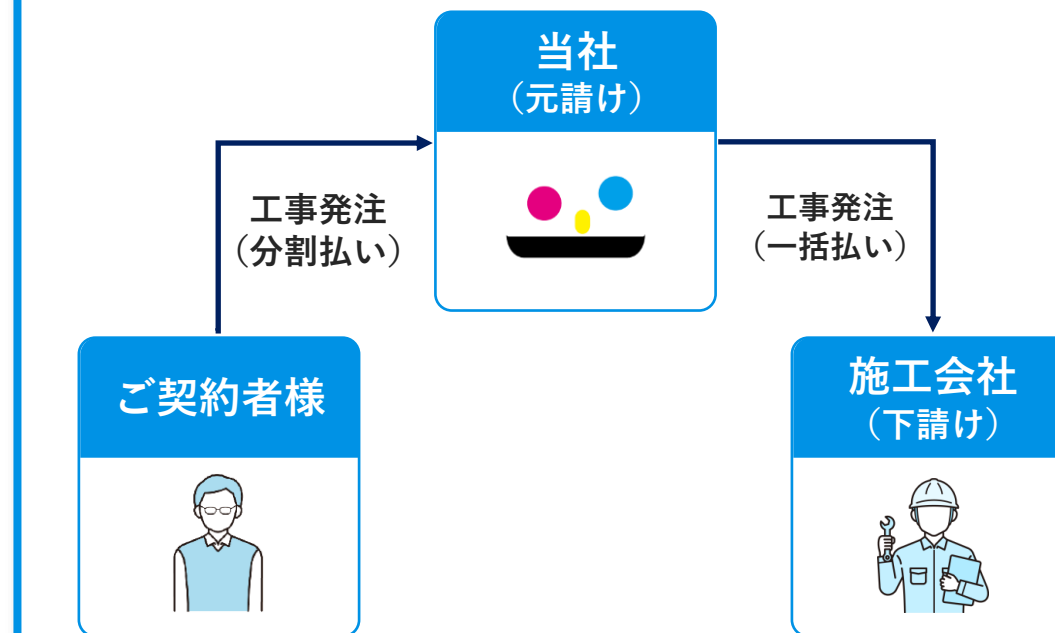 当社
（元請け）
工事発注
（分割払い）
工事発注
（一括払い）
ご契約者様
施工会社
（下請け）